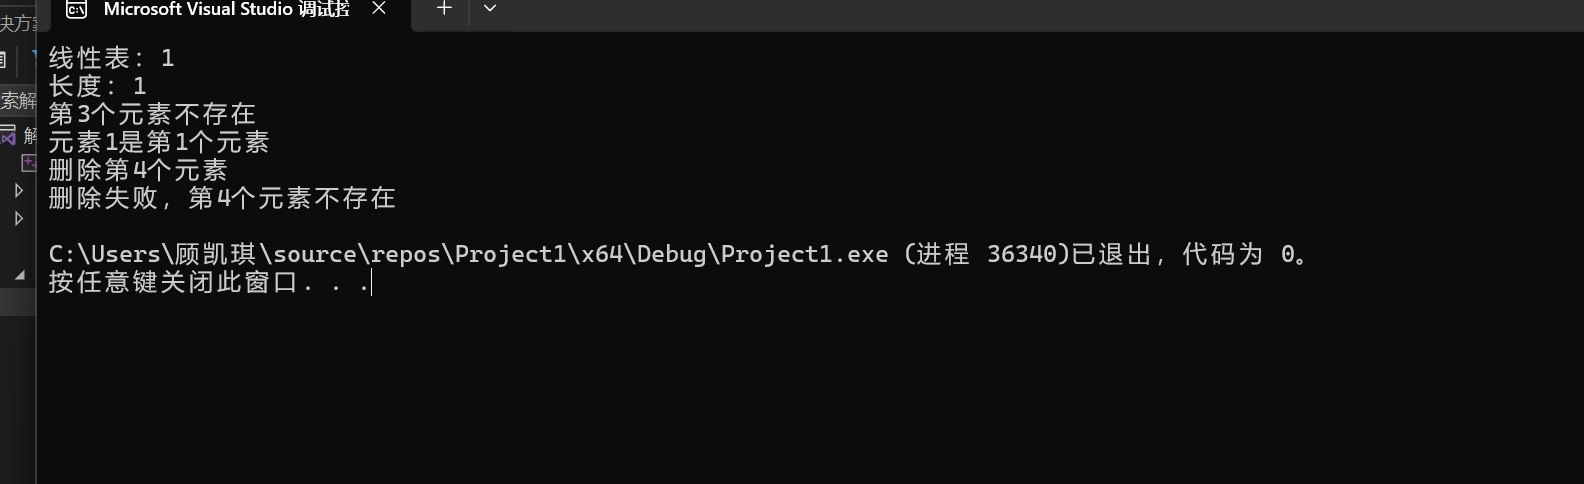 Microsoft Visual Studio 调试控
线性表: 1
长度: 1
第3个元素不存在
元素1是第1个元素
删除第4个元素
删除失败, 第4个元素不存在
C:\Users\顾凯琪\source\repos\Project1\x64\Debug\Project1.exe (进程 36340)已退出, 代码为 0。
按任意键关闭此窗口. . .
决方案
索解
解